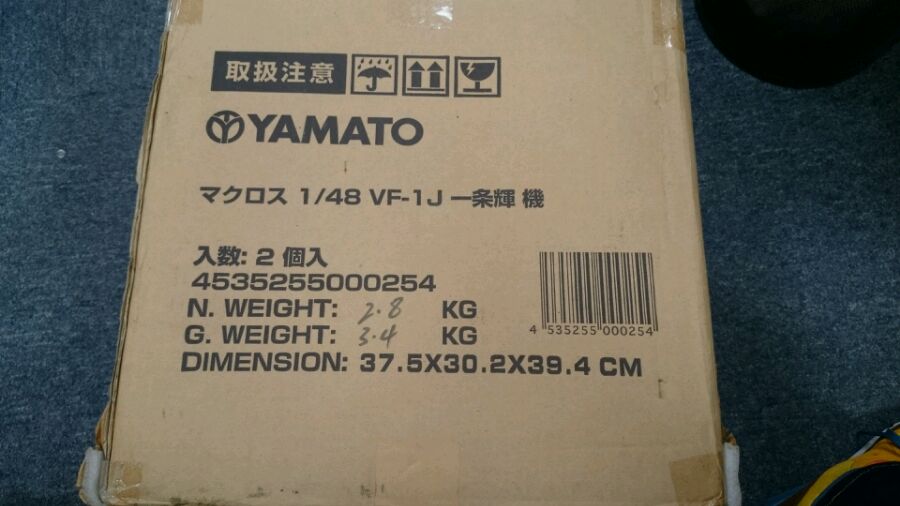 取扱注意
YAMATO
マクロス 1/48 VF-1J 一条輝 機
入数: 2 個入
4535255000254
N. WEIGHT: 2.8 KG
G. WEIGHT: 3.4 KG
4 535255 000254
DIMENSION: 37.5X30.2X39.4 CM